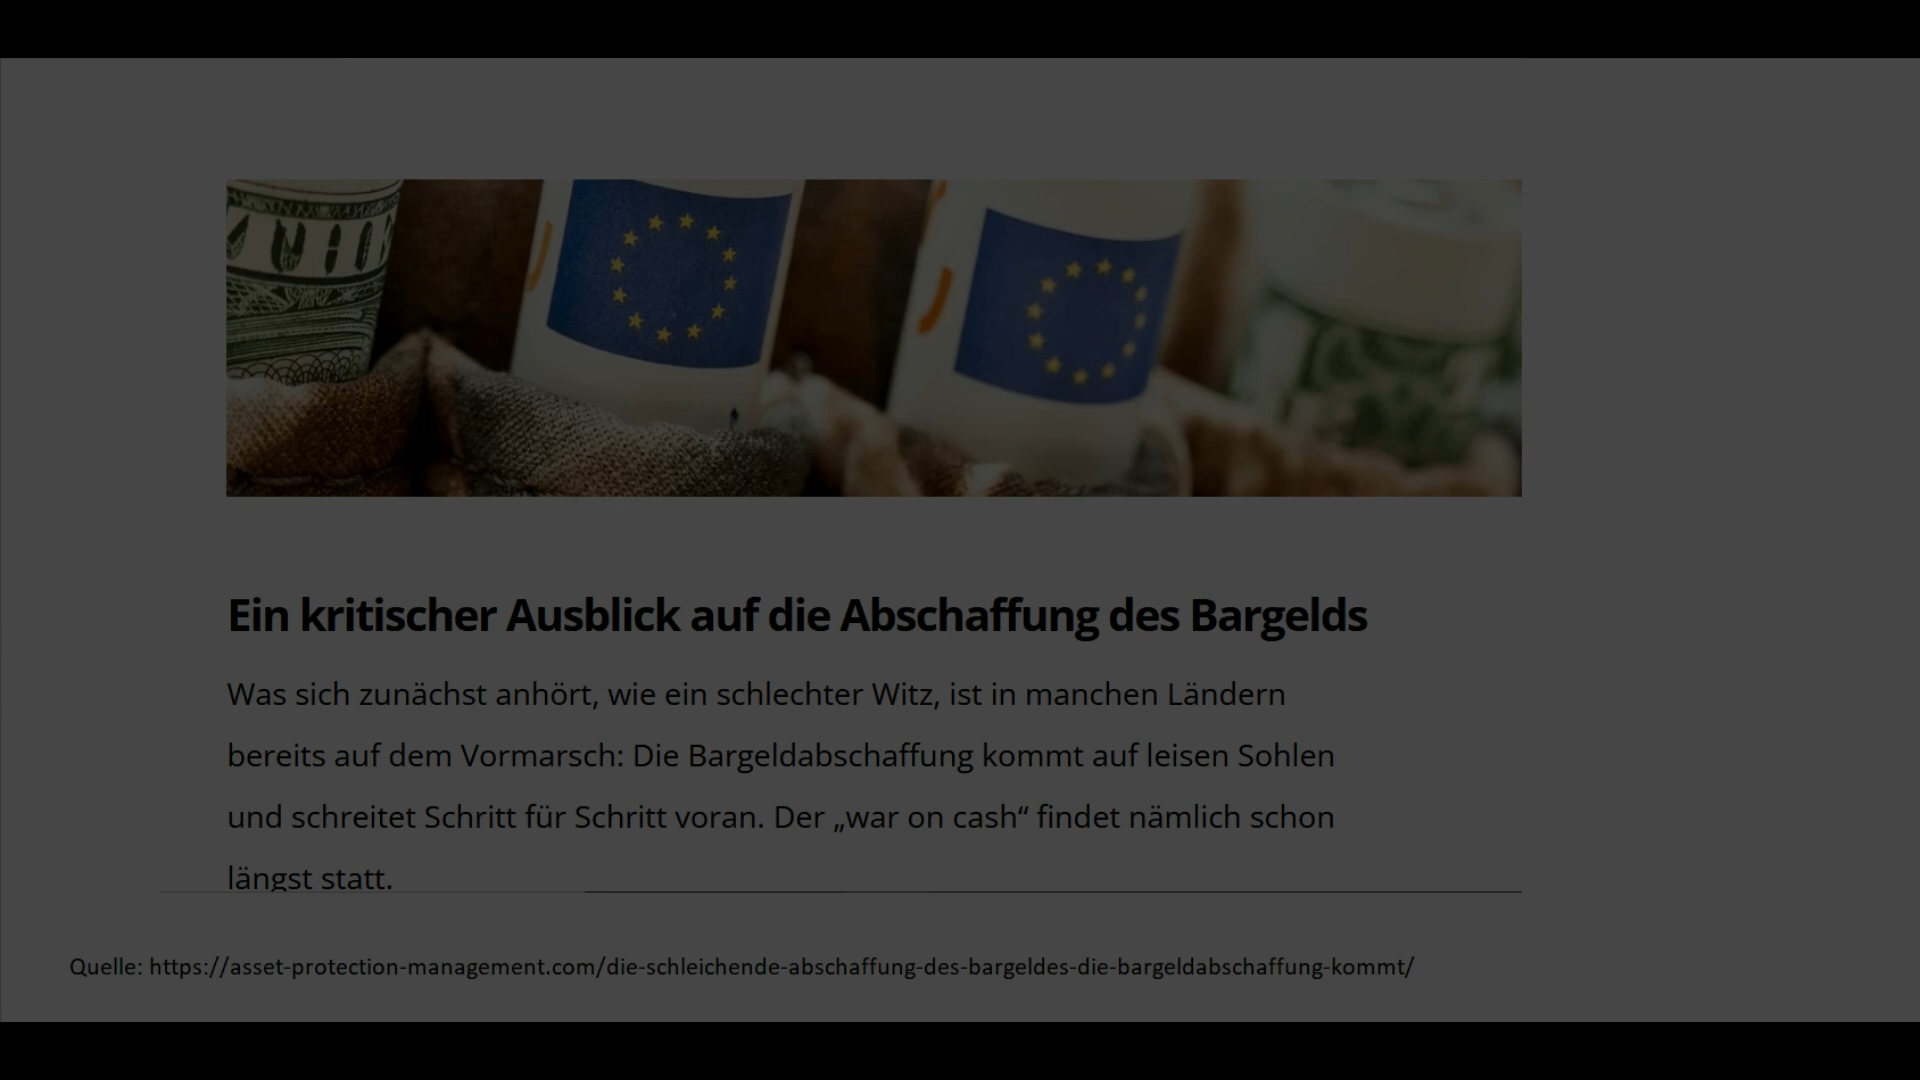 Ein kritischer Ausblick auf die Abschaffung des Bargelds
Was sich zunächst anhört, wie ein schlechter Witz, ist in manchen Ländern
bereits auf dem Vormarsch: Die Bargeldabschaffung kommt auf leisen Sohlen
und schreitet Schritt für Schritt voran. Der „war on cash“ findet nämlich schon
längst statt.
Quelle: https://asset-protection-management.com/die-schleichende-abschaffung-des-bargeldes-die-bargeldabschaffung-kommt/